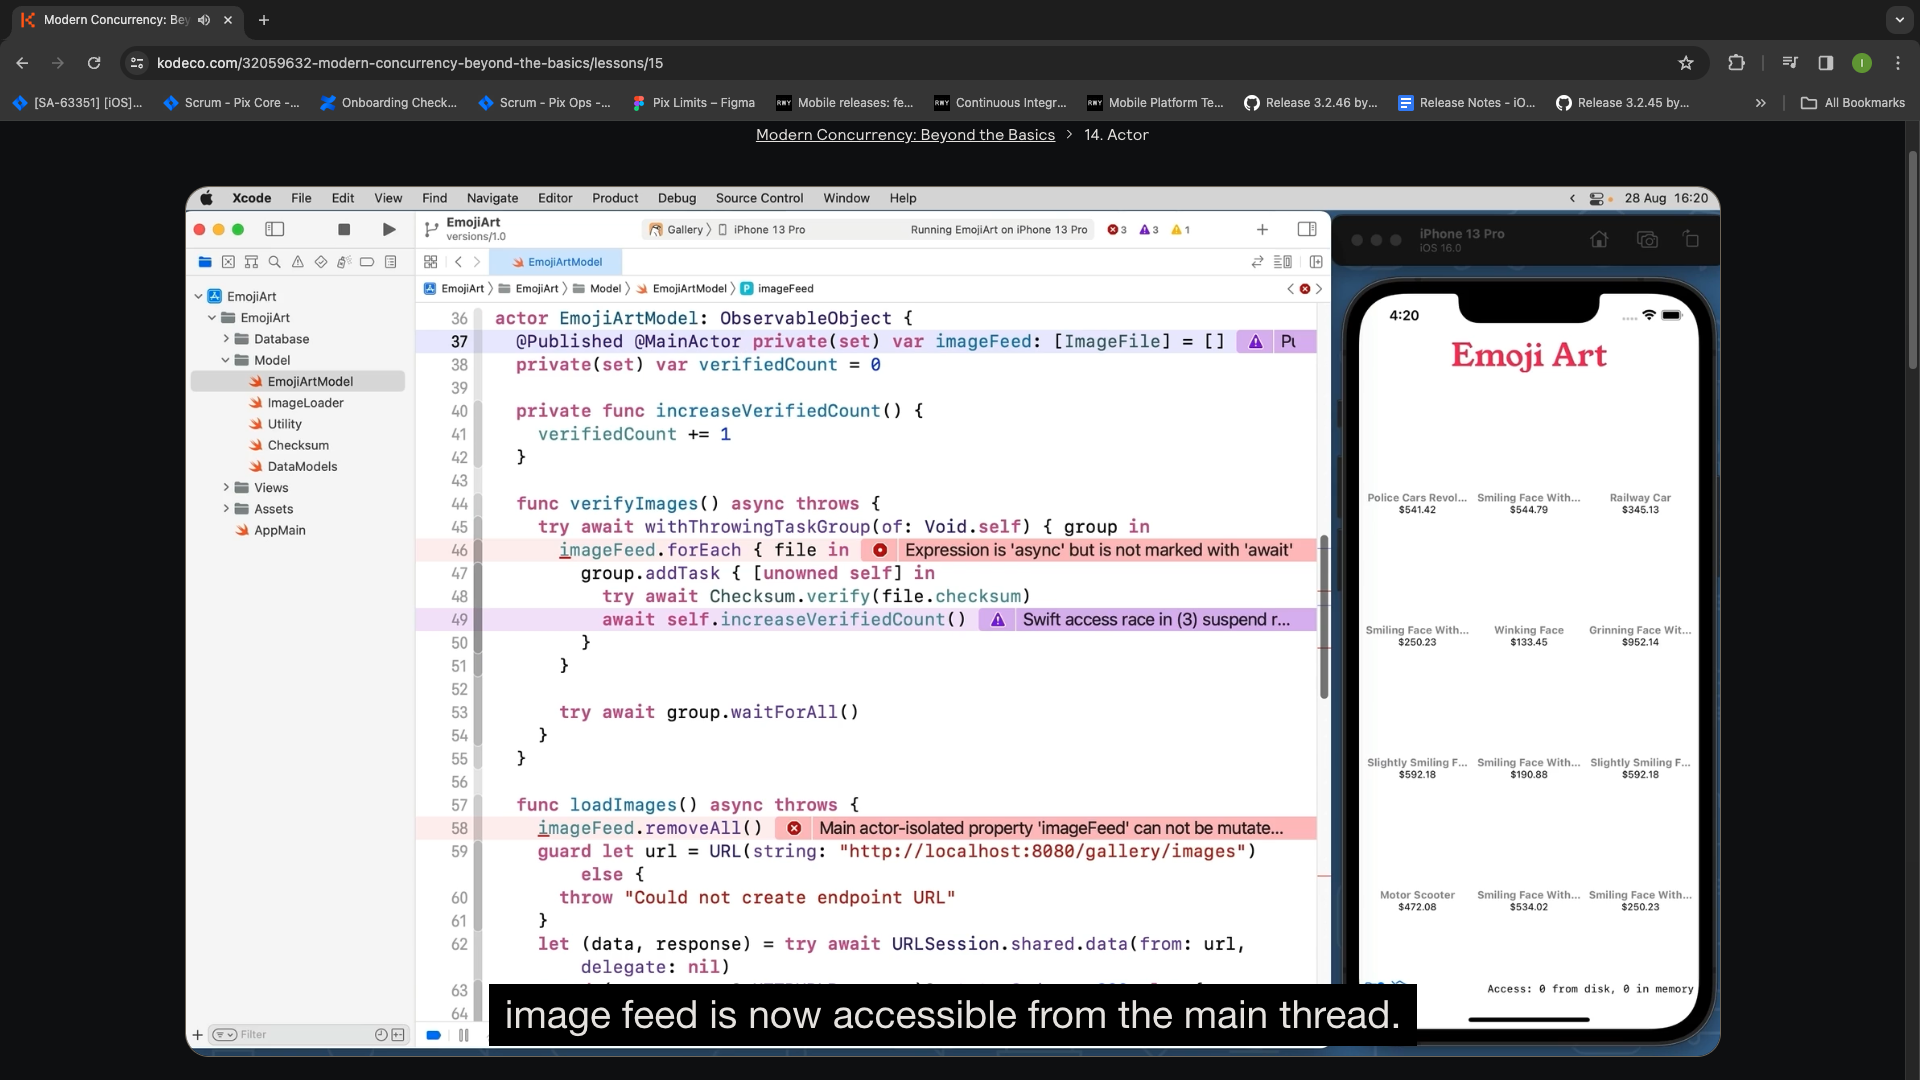 Modern Concurrency: Bey
kodeco.com/32059632-modern-concurrency-beyond-the-basics/lessons/15
I
[SA-63351] [iOS]...
Scrum - Pix Core -...
Onboarding Check...
Scrum - Pix Ops -...
Pix Limits – Figma
RWY Mobile releases: fe...
RWY Continuous Integr...
RWY Mobile Platform Te...
Release 3.2.46 by...
Release Notes - iO...
Release 3.2.45 by...
All Bookmarks
Modern Concurrency: Beyond the Basics > 14. Actor
Xcode File Edit View Find Navigate Editor Product Debug Source Control Window Help
28 Aug 16:20
EmojiArt
versions/1.0
Gallery
iPhone 13 Pro
Running EmojiArt on iPhone 13 Pro
3 3 1
EmojiArtModel
EmojiArt
EmojiArt
Model
EmojiArtModel
P imageFeed
EmojiArt
EmojiArt
Database
Model
EmojiArtModel
ImageLoader
Utility
Checksum
DataModels
Views
Assets
AppMain
Filter
36 actor EmojiArtModel: ObservableObject {
37 @Published @MainActor private(set) var imageFeed: [ImageFile] = []
38 private(set) var verifiedCount = 0
39
40 private func increaseVerifiedCount() {
41 verifiedCount += 1
42 }
43
44 func verifyImages() async throws {
45 try await withThrowingTaskGroup(of: Void.self) { group in
46 imageFeed.forEach { file in Expression is 'async' but is not marked with 'await'
47 group.addTask { [unowned self] in
48 try await Checksum.verify(file.checksum)
49 await self.increaseVerifiedCount() Swift access race in (3) suspend r...
50 }
51 }
52
53 try await group.waitForAll()
54 }
55 }
56
57 func loadImages() async throws {
58 imageFeed.removeAll() Main actor-isolated property 'imageFeed' can not be mutate...
59 guard let url = URL(string: "http://localhost:8080/gallery/images")
else {
60 throw "Could not create endpoint URL"
61 }
62 let (data, response) = try await URLSession.shared.data(from: url,
delegate: nil)
63
64
iPhone 13 Pro
iOS 16.0
4:20
Emoji Art
Police Cars Revol... Smiling Face With... Railway Car
$541.42 $544.79 $345.13
Smiling Face With... Winking Face Grinning Face Wit...
$250.23 $133.45 $952.14
Slightly Smiling F... Smiling Face With... Slightly Smiling F...
$592.18 $190.88 $592.18
Motor Scooter Smiling Face With... Smiling Face With...
$472.08 $534.02 $250.23
Access: 0 from disk, 0 in memory
image feed is now accessible from the main thread.